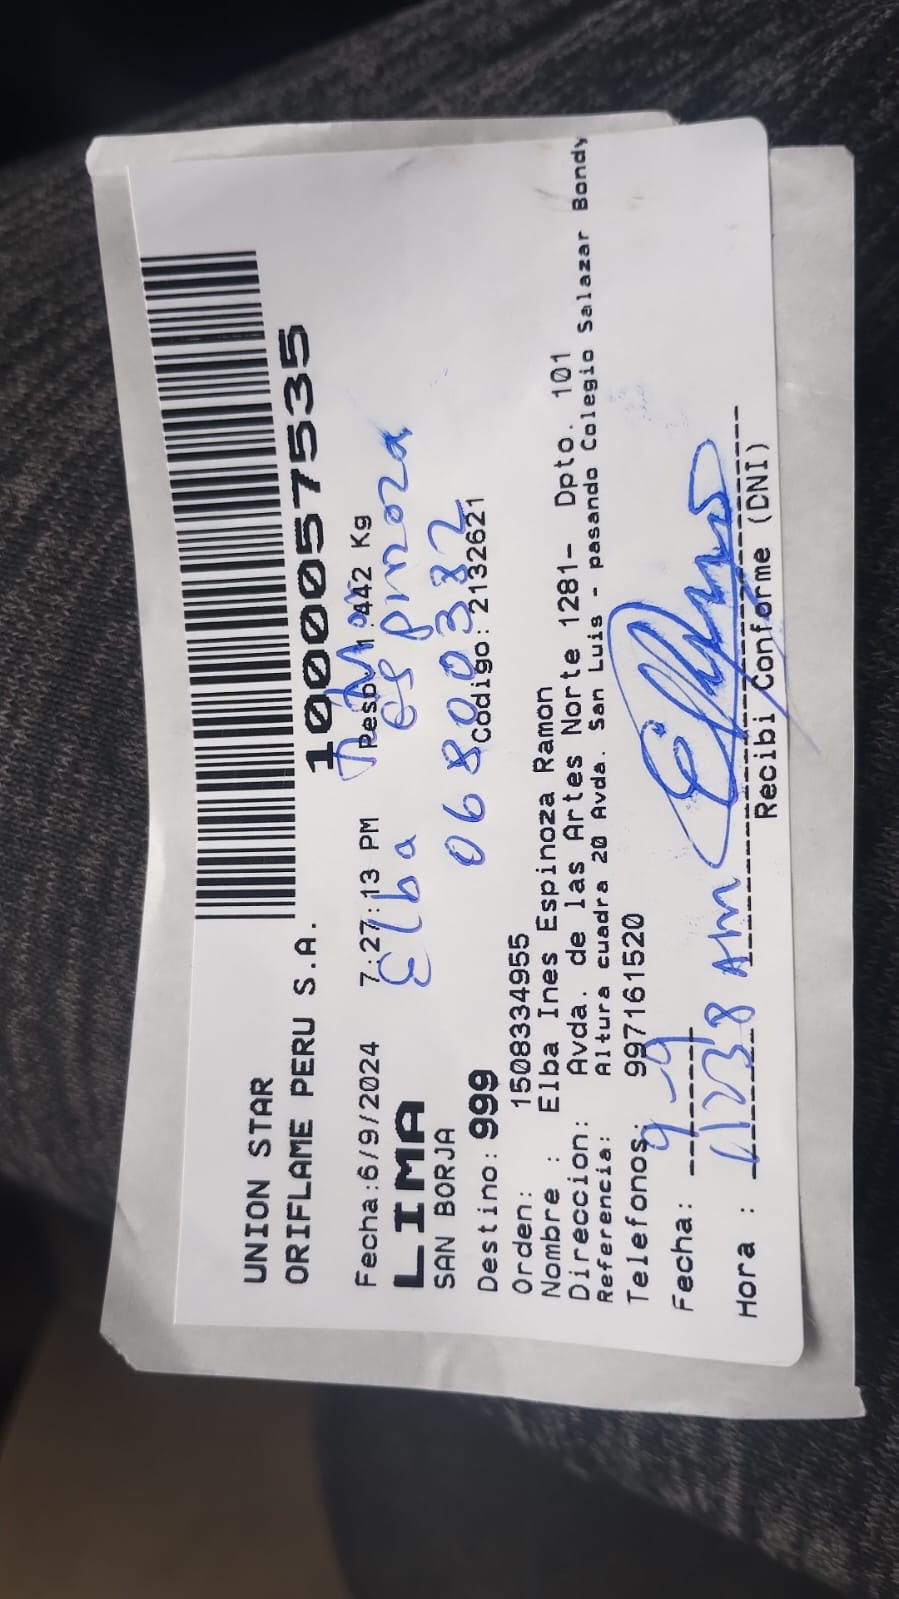 UNION STAR
ORIFLAME PERU S.A.
1000057535
Fecha:6/9/2024 7:27:13 PM Peso: 1.442 Kg
LIMA
Elba espinoza
SAN BORJA
06800382
Destino: 999 Codigo:2132621
Orden: 1508334955
Nombre : Elba Ines Espinoza Ramon
Direccion: Avda. de las Artes Norte 1281- Dpto. 101
Referencia: Altura cuadra 20 Avda. San Luis - pasando Colegio Salazar Bondy
Telefonos: 997161520
Fecha: 9-9
Hora : 11:38 AM
Recibi Conforme (DNI)